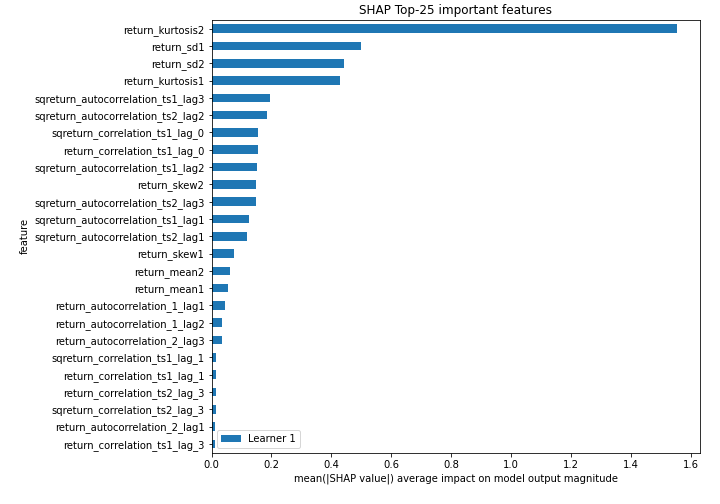 SHAP Top-25 important features
return_kurtosis2
return_sd1
return_sd2
return_kurtosis1
sqreturn_autocorrelation_ts1_lag3
sqreturn_autocorrelation_ts2_lag2
sqreturn_correlation_ts1_lag_0
return_correlation_ts1_lag_0
sqreturn_autocorrelation_ts1_lag2
return_skew2
sqreturn_autocorrelation_ts2_lag3
sqreturn_autocorrelation_ts1_lag1
sqreturn_autocorrelation_ts2_lag1
return_skew1
return_mean2
return_mean1
return_autocorrelation_1_lag1
return_autocorrelation_1_lag2
return_autocorrelation_2_lag3
sqreturn_correlation_ts1_lag_1
return_correlation_ts1_lag_1
return_correlation_ts2_lag_3
sqreturn_correlation_ts2_lag_3
return_autocorrelation_2_lag1
return_correlation_ts1_lag_3
feature
Learner 1
0.0 0.2 0.4 0.6 0.8 1.0 1.2 1.4 1.6
mean(|SHAP value|) average impact on model output magnitude